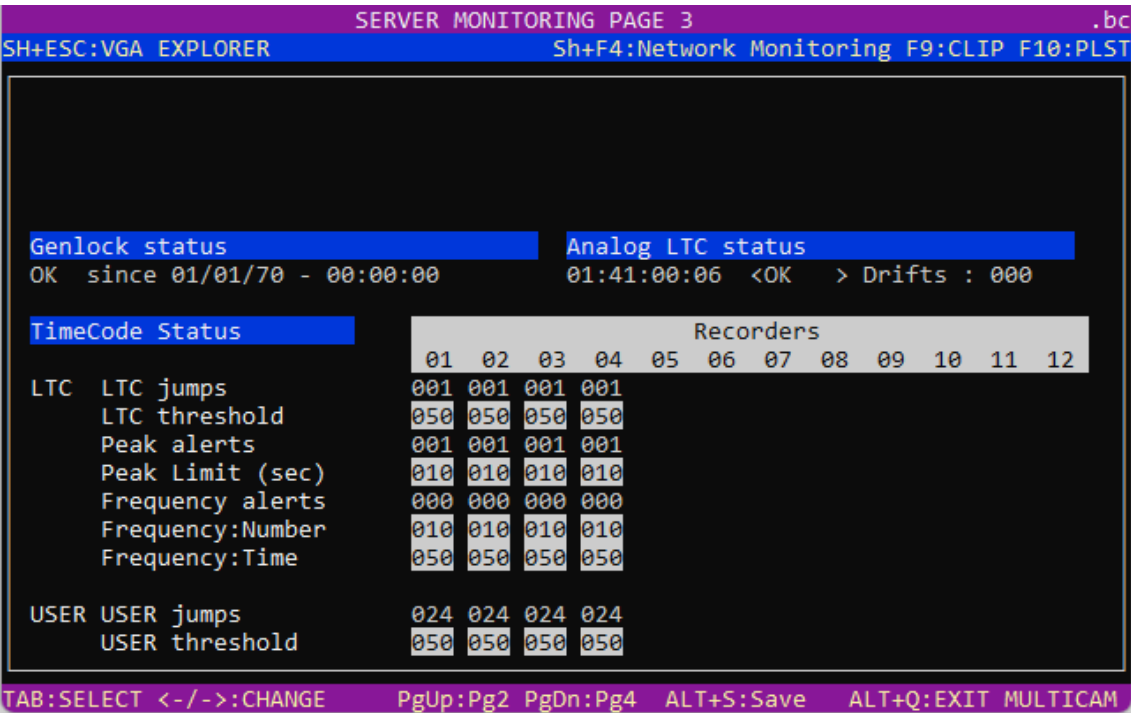 SERVER MONITORING PAGE 3 .bc
SH+ESC:VGA EXPLORER Sh+F4:Network Monitoring F9:CLIP F10:PLST
Genlock status Analog LTC status
OK since 01/01/70 - 00:00:00 01:41:00:06 <OK > Drifts : 000
TimeCode Status Recorders
01 02 03 04 05 06 07 08 09 10 11 12
LTC LTC jumps 001 001 001 001
LTC threshold 050 050 050 050
Peak alerts 001 001 001 001
Peak Limit (sec) 010 010 010 010
Frequency alerts 000 000 000 000
Frequency:Number 010 010 010 010
Frequency:Time 050 050 050 050
USER USER jumps 024 024 024 024
USER threshold 050 050 050 050
TAB:SELECT <-/->:CHANGE PgUp:Pg2 PgDn:Pg4 ALT+S:Save ALT+Q:EXIT MULTICAM